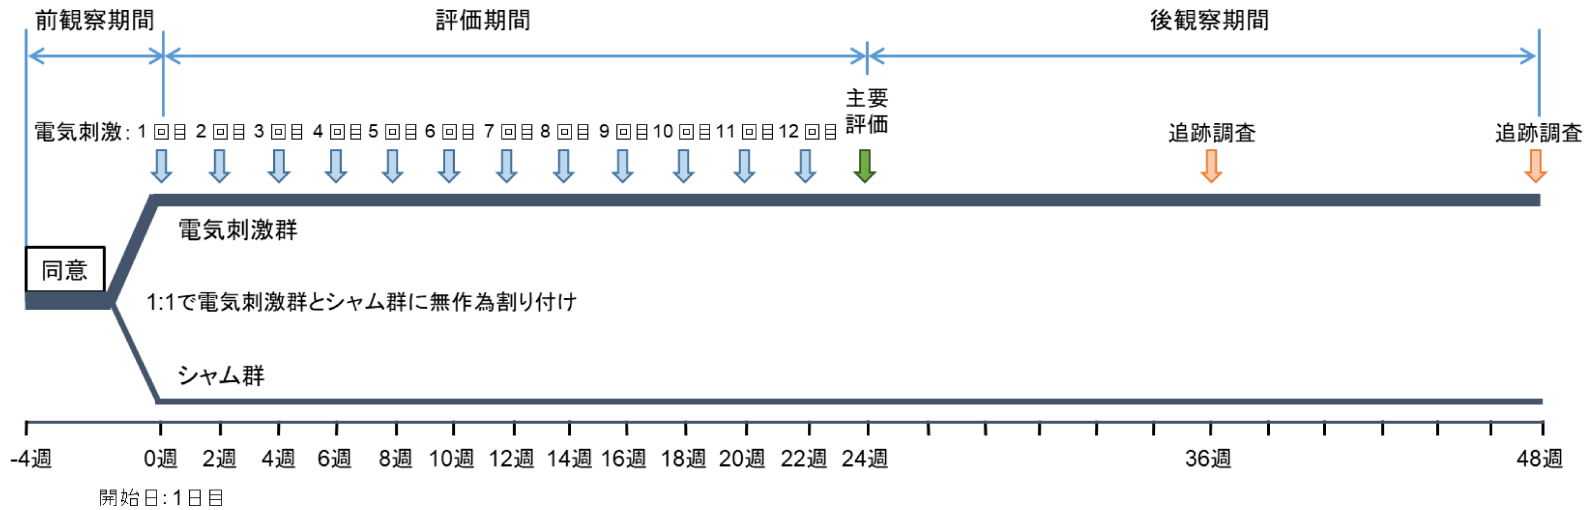 前観察期間 評価期間 後観察期間
主要
評価
電気刺激: 1回目 2回目 3回目 4回目 5回目 6回目 7回目 8回目 9回目 10回目 11回目 12回目 追跡調査 追跡調査
電気刺激群
同意
1:1で電気刺激群とシャム群に無作為割り付け
シャム群
-4週 0週 2週 4週 6週 8週 10週 12週 14週 16週 18週 20週 22週 24週 36週 48週
開始日:1日目